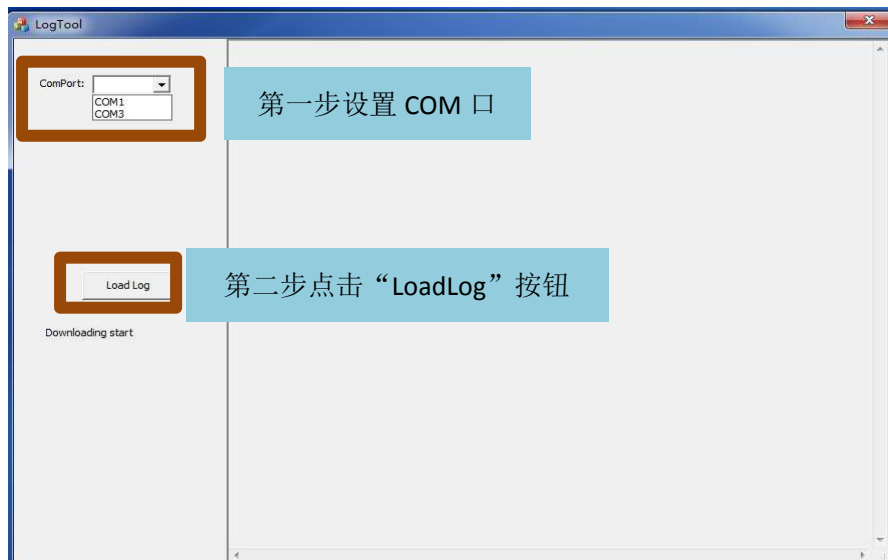 LogTool
ComPort:
COM1
COM3
第一步设置 COM 口
Load Log
第二步点击“LoadLog”按钮
Downloading start